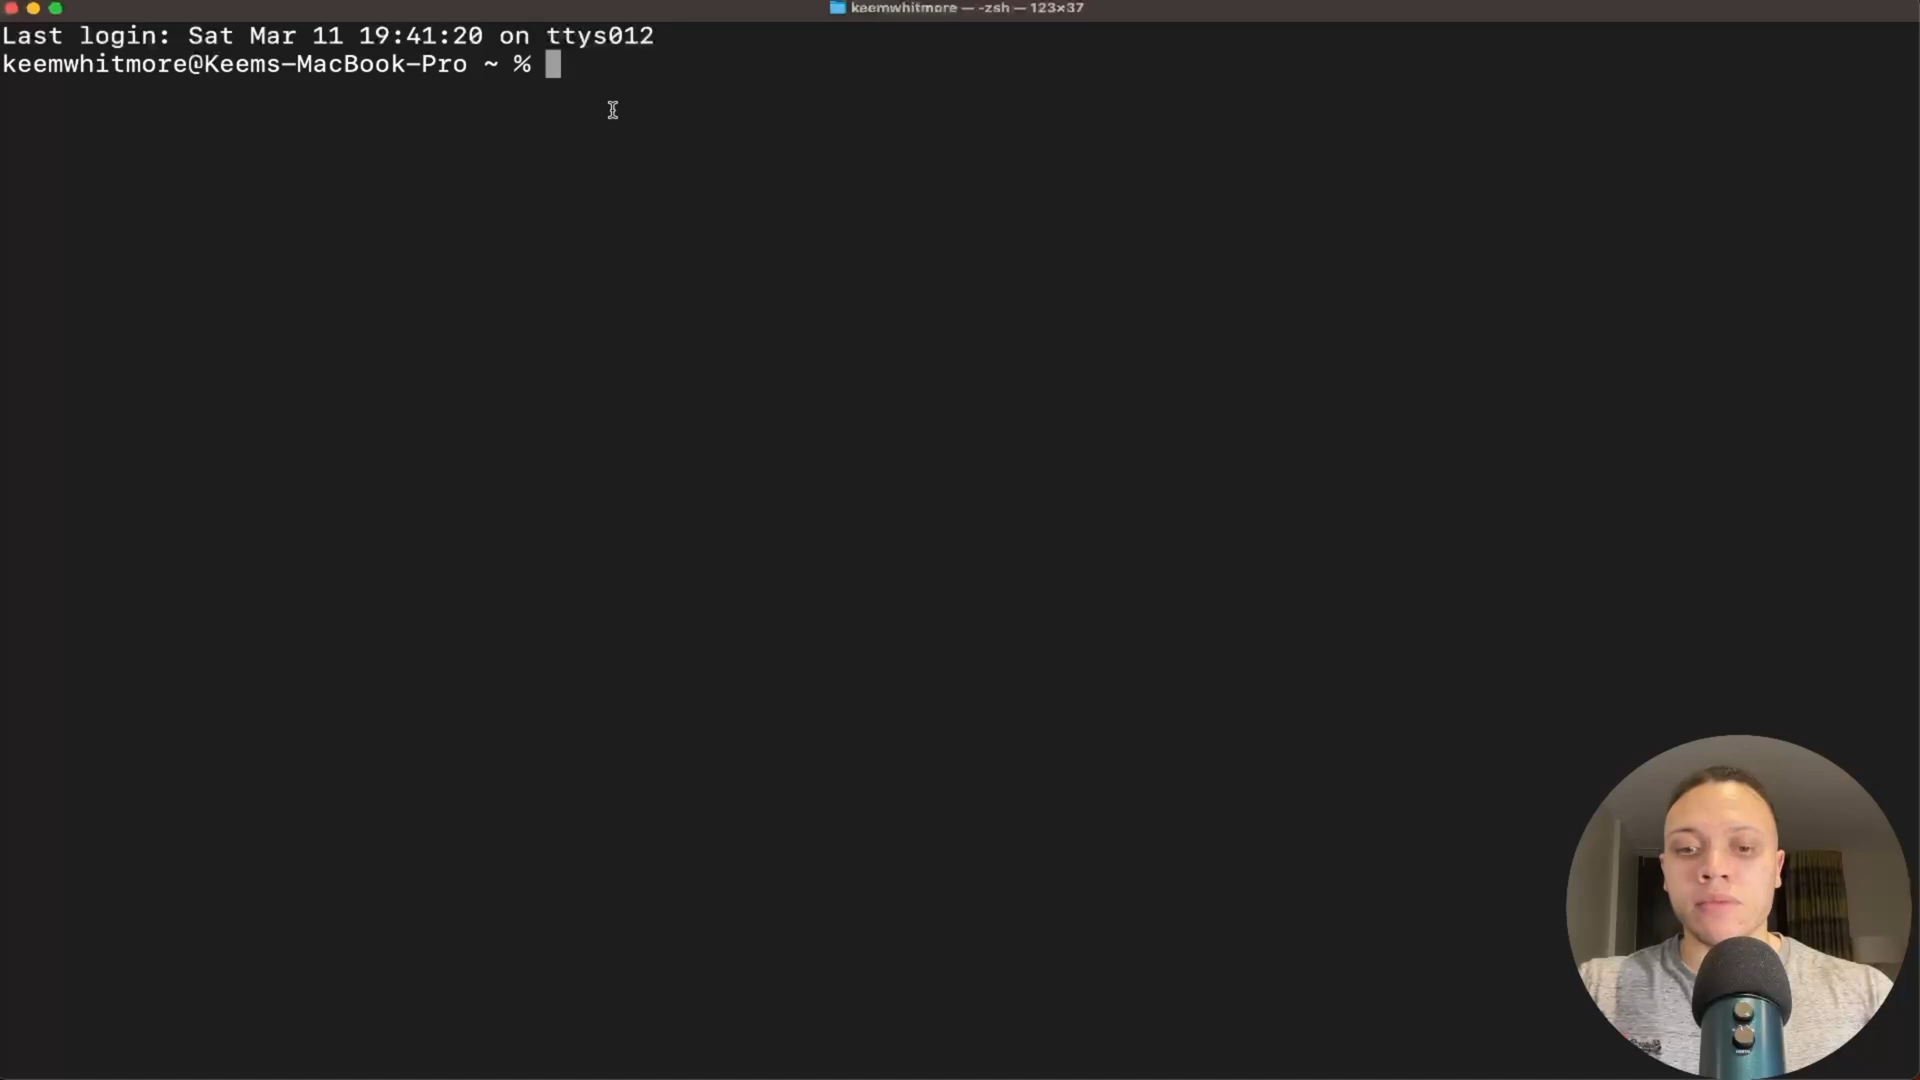 keemwhitmore — -zsh — 123×37
Last login: Sat Mar 11 19:41:20 on ttys012
keemwhitmore@Keems-MacBook-Pro ~ %